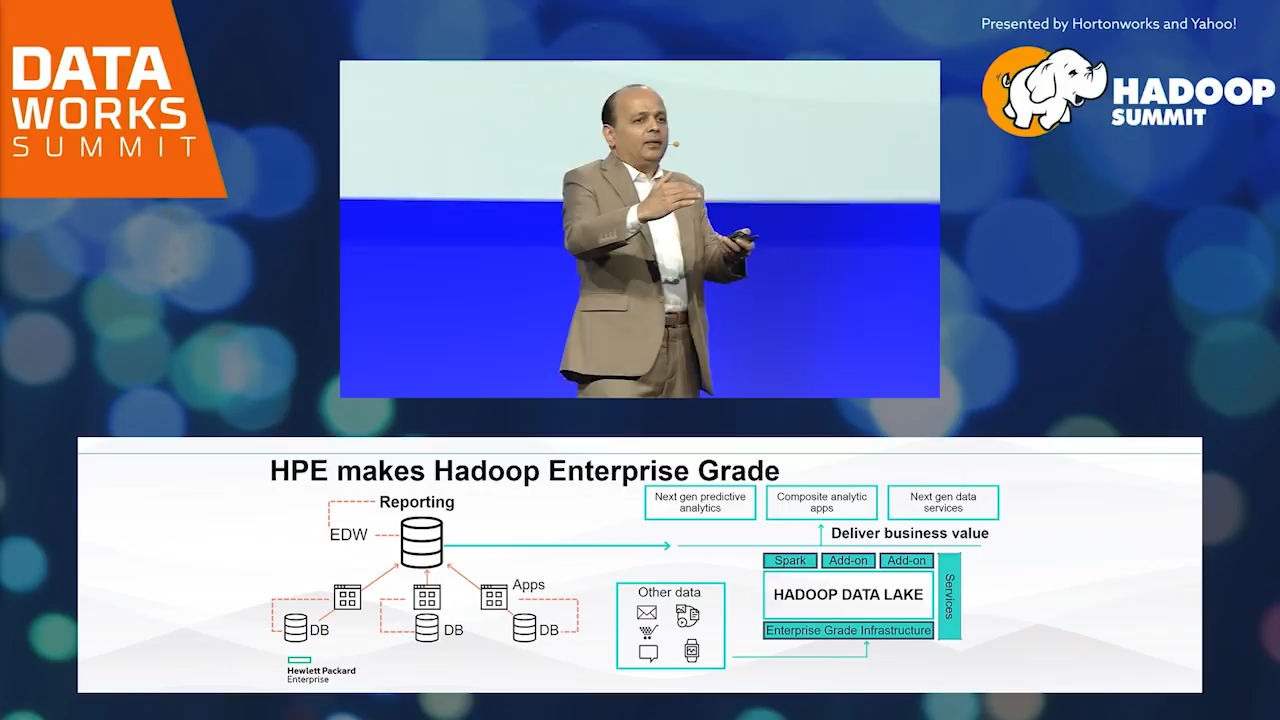 DATA
WORKS
SUMMIT
Presented by Hortonworks and Yahoo!
HADOOP
SUMMIT
HPE makes Hadoop Enterprise Grade
Reporting
EDW
Apps
DB
DB
DB
Hewlett Packard
Enterprise
Next gen predictive
analytics
Composite analytic
apps
Next gen data
services
Deliver business value
Spark
Add-on
Add-on
HADOOP DATA LAKE
Services
Enterprise Grade Infrastructure
Other data